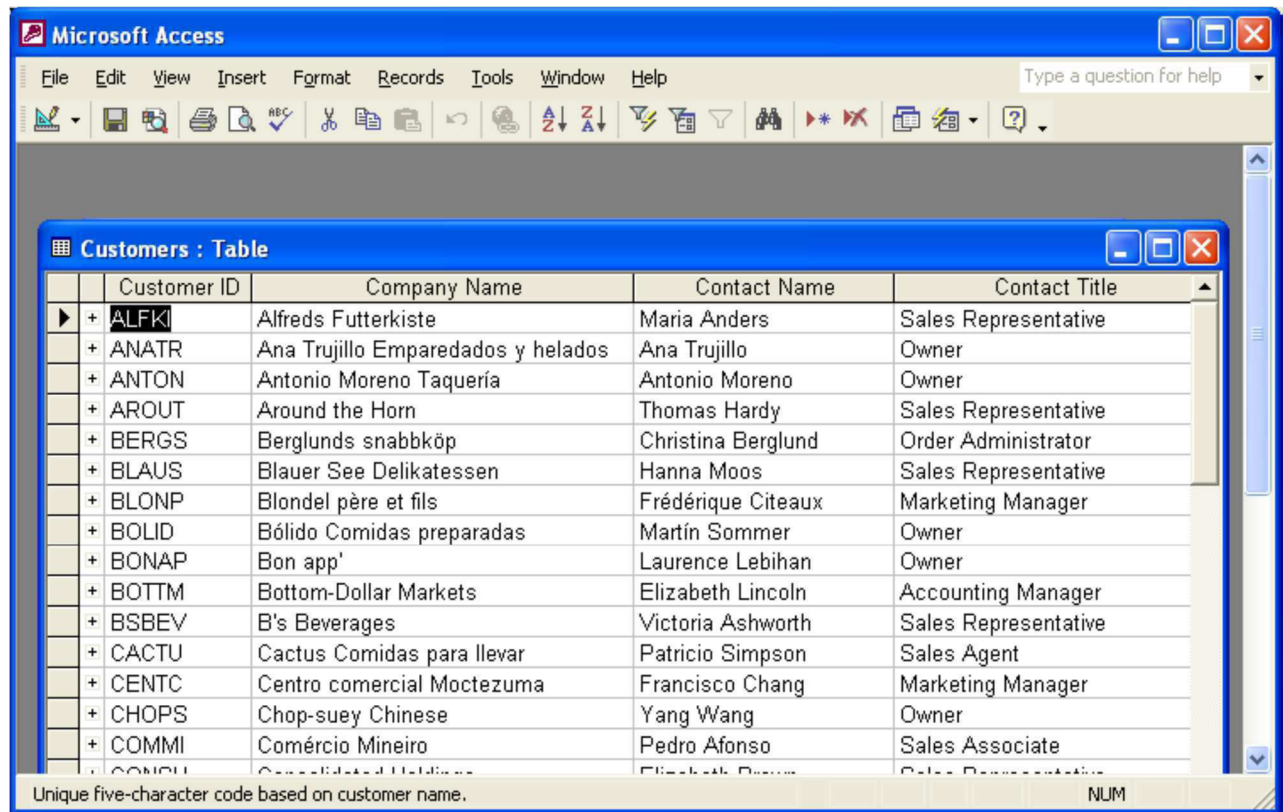 Microsoft Access
File Edit View Insert Format Records Tools Window Help Type a question for help
Customers : Table
Customer ID Company Name Contact Name Contact Title
+ ALFKI Alfreds Futterkiste Maria Anders Sales Representative
+ ANATR Ana Trujillo Emparedados y helados Ana Trujillo Owner
+ ANTON Antonio Moreno Taquería Antonio Moreno Owner
+ AROUT Around the Horn Thomas Hardy Sales Representative
+ BERGS Berglunds snabbköp Christina Berglund Order Administrator
+ BLAUS Blauer See Delikatessen Hanna Moos Sales Representative
+ BLONP Blondel père et fils Frédérique Citeaux Marketing Manager
+ BOLID Bólido Comidas preparadas Martín Sommer Owner
+ BONAP Bon app' Laurence Lebihan Owner
+ BOTTM Bottom-Dollar Markets Elizabeth Lincoln Accounting Manager
+ BSBEV B's Beverages Victoria Ashworth Sales Representative
+ CACTU Cactus Comidas para llevar Patricio Simpson Sales Agent
+ CENTC Centro comercial Moctezuma Francisco Chang Marketing Manager
+ CHOPS Chop-suey Chinese Yang Wang Owner
+ COMMI Comércio Mineiro Pedro Afonso Sales Associate
Unique five-character code based on customer name. NUM